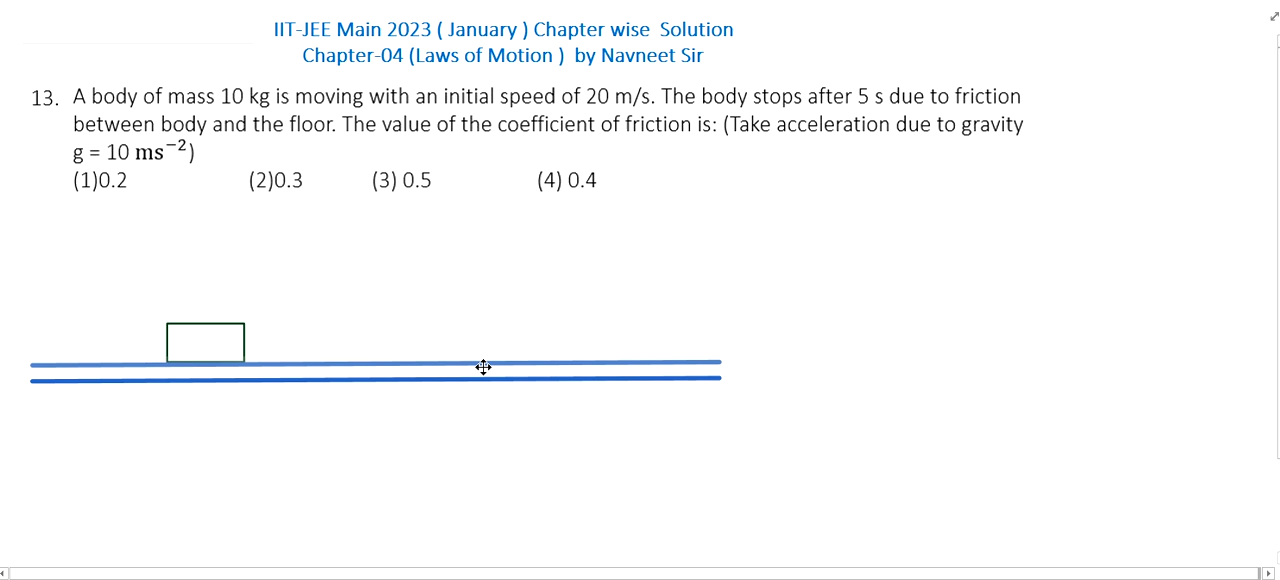 IIT-JEE Main 2023 ( January ) Chapter wise Solution
Chapter-04 (Laws of Motion ) by Navneet Sir
13. A body of mass 10 kg is moving with an initial speed of 20 m/s. The body stops after 5 s due to friction
between body and the floor. The value of the coefficient of friction is: (Take acceleration due to gravity
g = 10 ms⁻²)
(1)0.2 (2)0.3 (3) 0.5 (4) 0.4